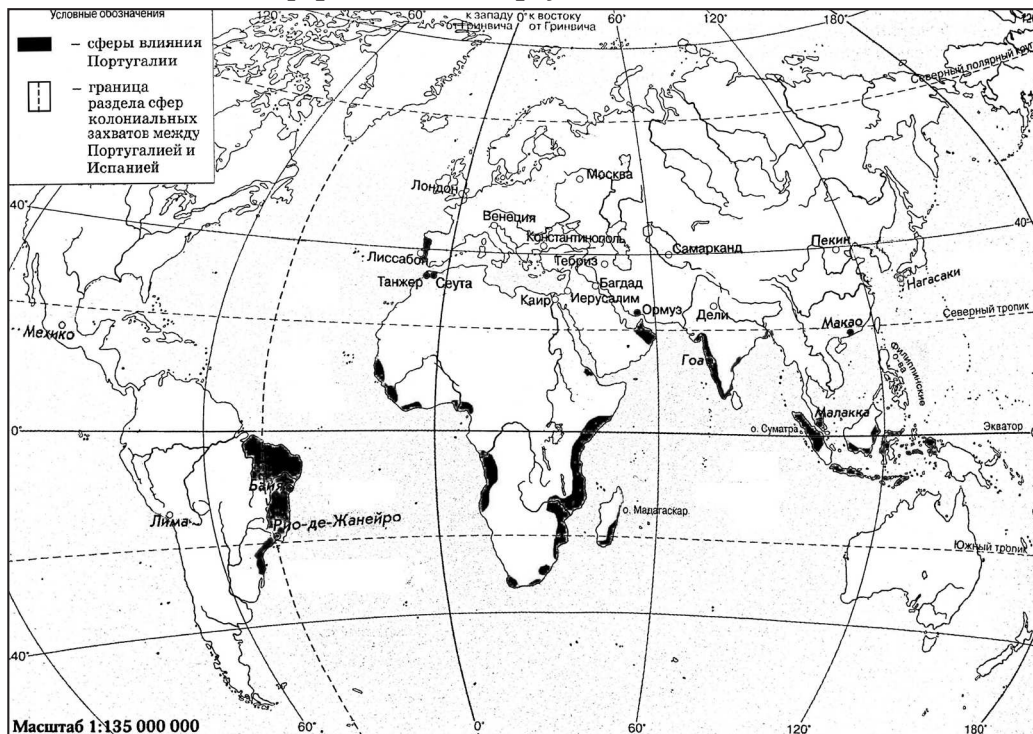 Условные обозначения
– сферы влияния
Португалии
– граница
раздела сфер
колониальных
захватов между
Португалией и
Испанией
120°
60°
к западу 0° к востоку
от Гринвича от Гринвича
60°
120°
180°
Северный полярный
40°
Лондон
Москва
Венеция
Константинополь
Лиссабон
Тебриз
Самарканд
Пекин
40°
Танжер
Сеута
Багдад
Нагасаки
Каир
Иерусалим
Ормуз
Дели
Северный тропик
Мехико
Макао
Гоа
Филиппинские
о-ва
Малакка
0°
о. Суматра
Экватор
Лима
Рио-де-Жанейро
о. Мадагаскар
Южный тропик
40°
Масштаб 1:135 000 000
60°
0°
60°
120°
180°